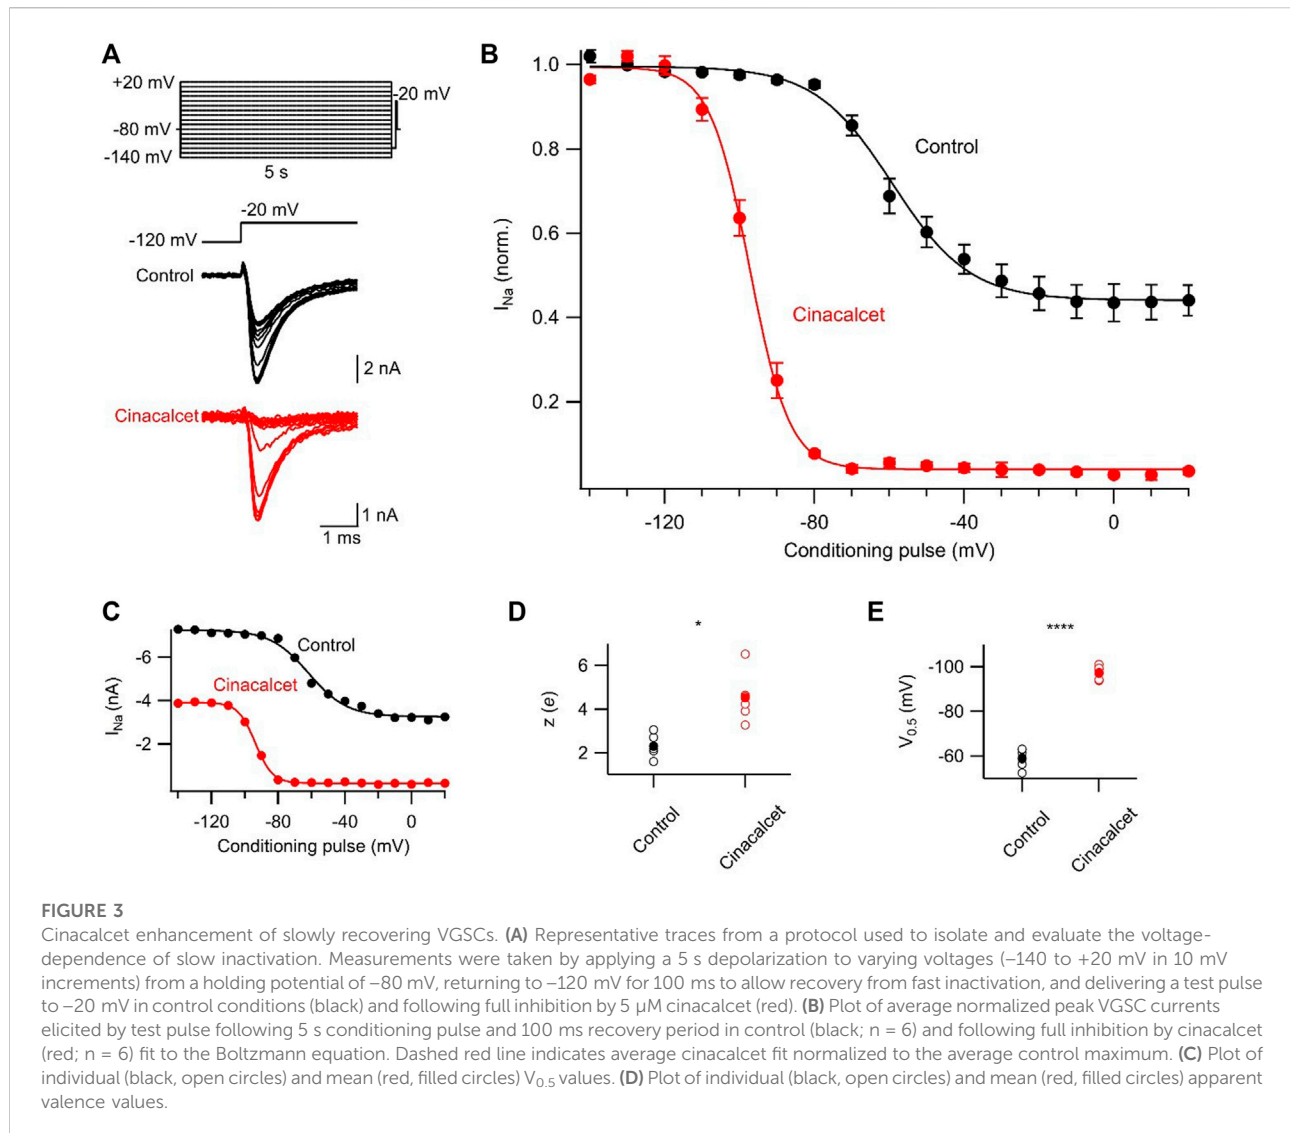 A
+20 mV
-20 mV
-80 mV
-140 mV
5 s
-20 mV
-120 mV
Control
2 nA
Cinacalcet
1 nA
1 ms
B
1.0
0.8
0.6
0.4
0.2
I_Na (norm.)
Control
Cinacalcet
-120
-80
-40
0
Conditioning pulse (mV)
C
-6
-4
-2
I_Na (nA)
Control
Cinacalcet
-120
-80
-40
0
Conditioning pulse (mV)
D
*
6
4
2
z (e)
Control
Cinacalcet
E
****
-100
-80
-60
V_0.5 (mV)
Control
Cinacalcet
FIGURE 3
Cinacalcet enhancement of slowly recovering VGSCs. (A) Representative traces from a protocol used to isolate and evaluate the voltage-
dependence of slow inactivation. Measurements were taken by applying a 5 s depolarization to varying voltages (–140 to +20 mV in 10 mV
increments) from a holding potential of –80 mV, returning to –120 mV for 100 ms to allow recovery from fast inactivation, and delivering a test pulse
to –20 mV in control conditions (black) and following full inhibition by 5 µM cinacalcet (red). (B) Plot of average normalized peak VGSC currents
elicited by test pulse following 5 s conditioning pulse and 100 ms recovery period in control (black; n = 6) and following full inhibition by cinacalcet
(red; n = 6) fit to the Boltzmann equation. Dashed red line indicates average cinacalcet fit normalized to the average control maximum. (C) Plot of
individual (black, open circles) and mean (red, filled circles) V0.5 values. (D) Plot of individual (black, open circles) and mean (red, filled circles) apparent
valence values.